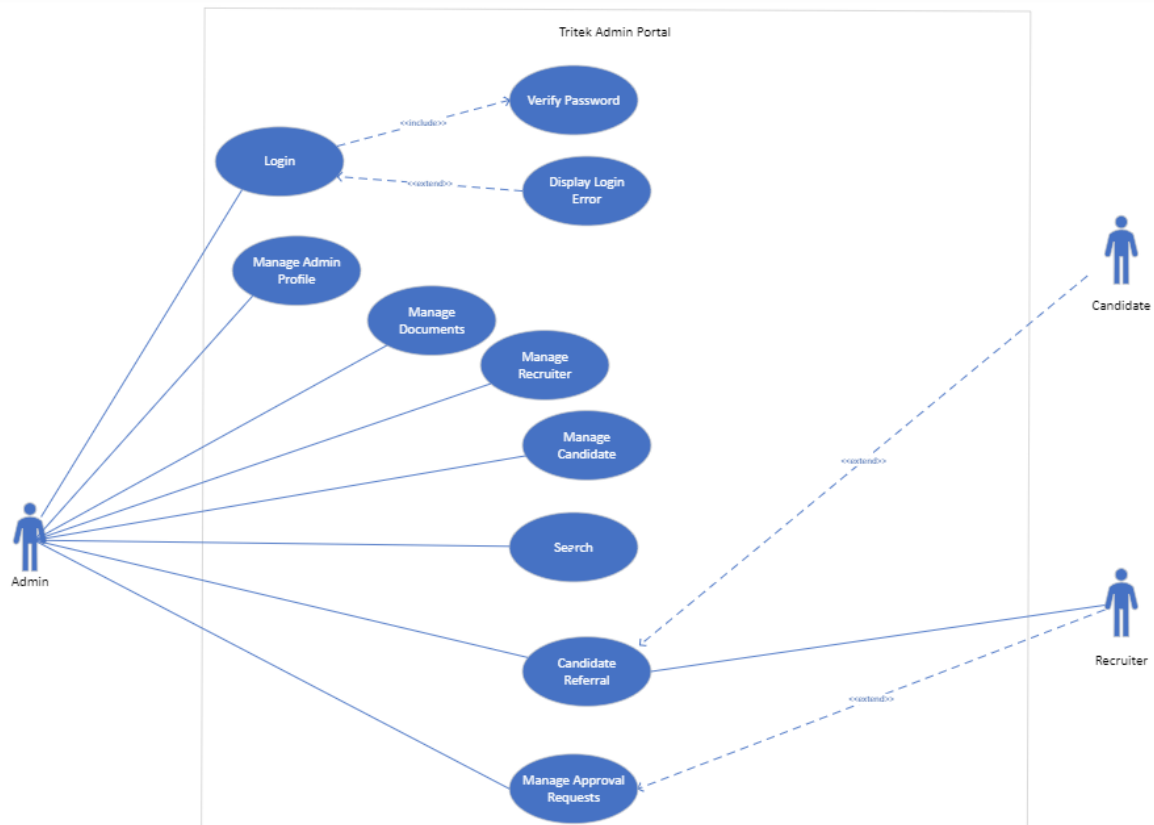 Tritek Admin Portal
Verify Password
<<include>>
Login
<<extend>>
Display Login
Error
Manage Admin
Profile
Manage
Documents
Manage
Recruiter
Manage
Candidate
Search
Candidate
Referral
Manage Approval
Requests
Admin
Candidate
<<extend>>
Recruiter
<<extend>>